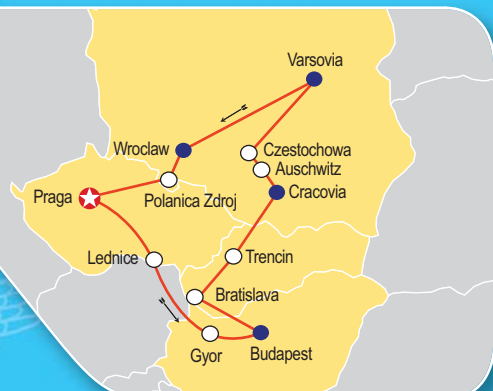 Varsovia
Wroclaw
Czestochowa
Auschwitz
Praga
Polanica Zdroj
Cracovia
Lednice
Trencin
Bratislava
Gyor
Budapest